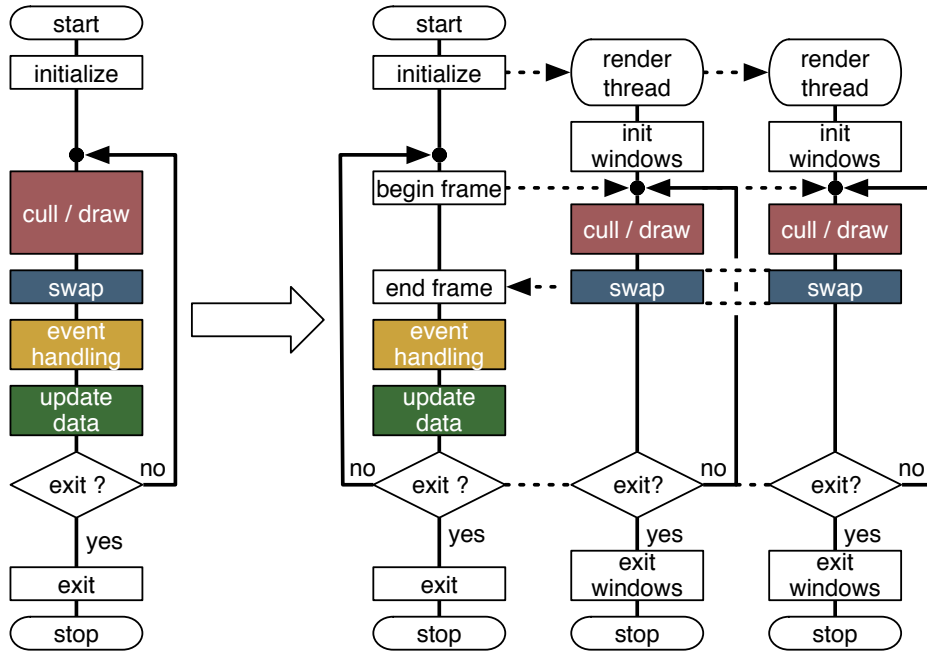 start
initialize
cull / draw
swap
event
handling
update
data
exit ?
no
yes
exit
stop
start
initialize
begin frame
end frame
event
handling
update
data
no
exit ?
yes
exit
stop
render
thread
init
windows
cull / draw
swap
exit?
no
yes
exit
windows
stop
render
thread
init
windows
cull / draw
swap
exit?
no
yes
exit
windows
stop